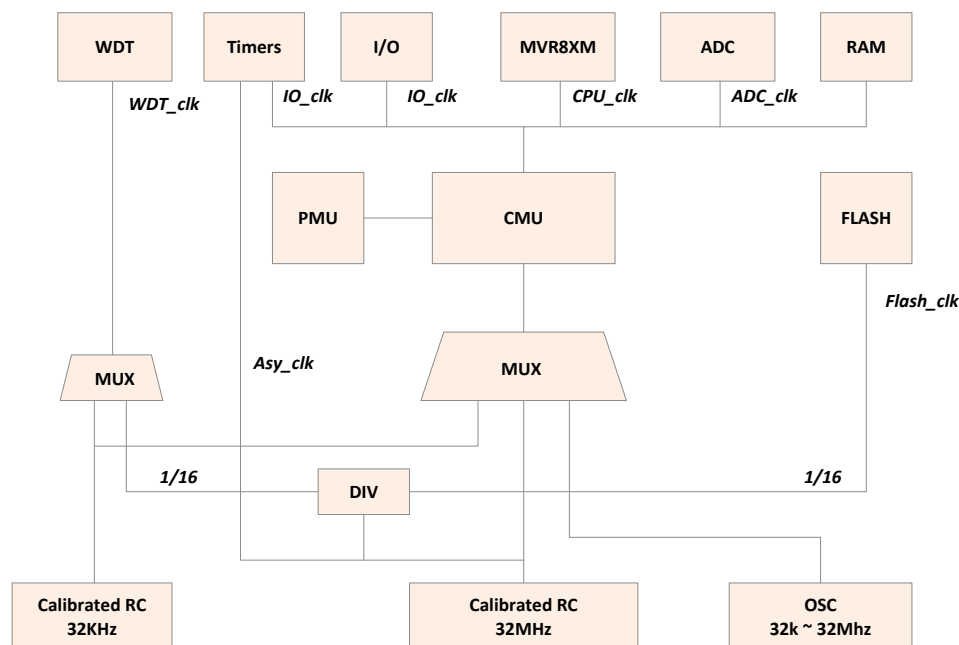 WDT
Timers
I/O
MVR8XM
ADC
RAM
WDT_clk
IO_clk
IO_clk
CPU_clk
ADC_clk
PMU
CMU
FLASH
Flash_clk
MUX
Asy_clk
MUX
1/16
DIV
1/16
Calibrated RC
32KHz
Calibrated RC
32MHz
OSC
32k ~ 32Mhz